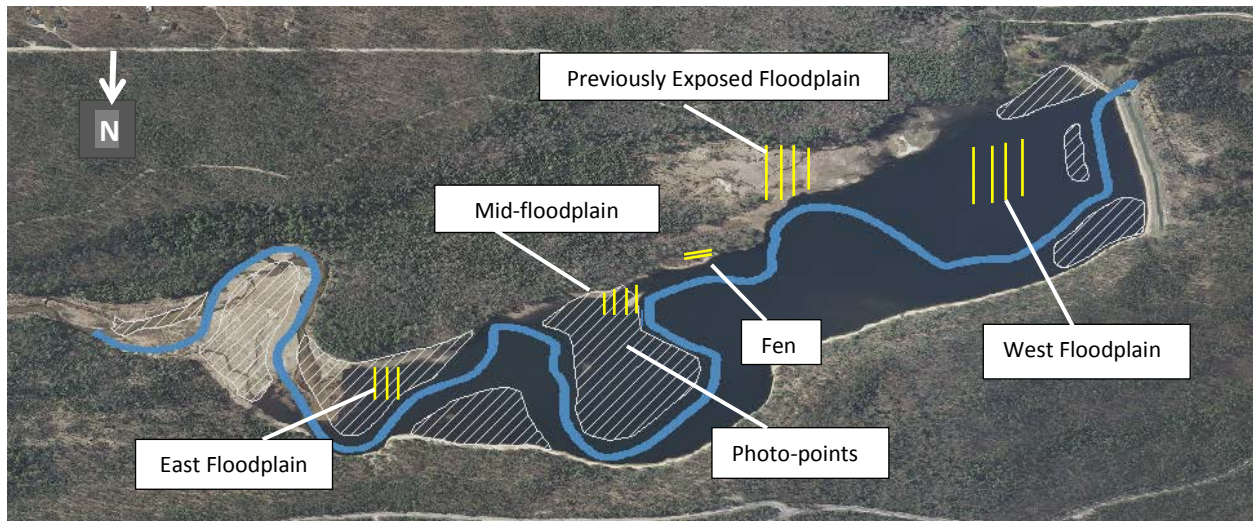 Previously Exposed Floodplain
N
Mid-floodplain
Fen
West Floodplain
East Floodplain
Photo-points